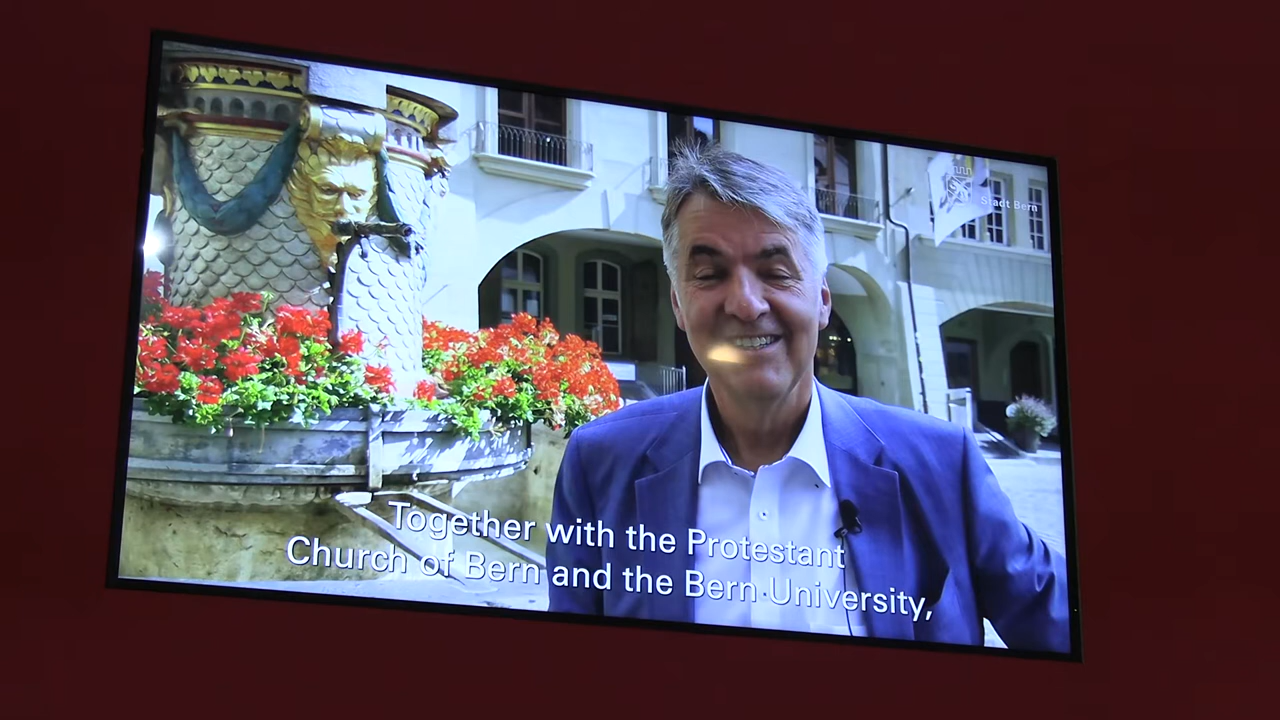 Stadt Bern
Together with the Protestant
Church of Bern and the Bern University,